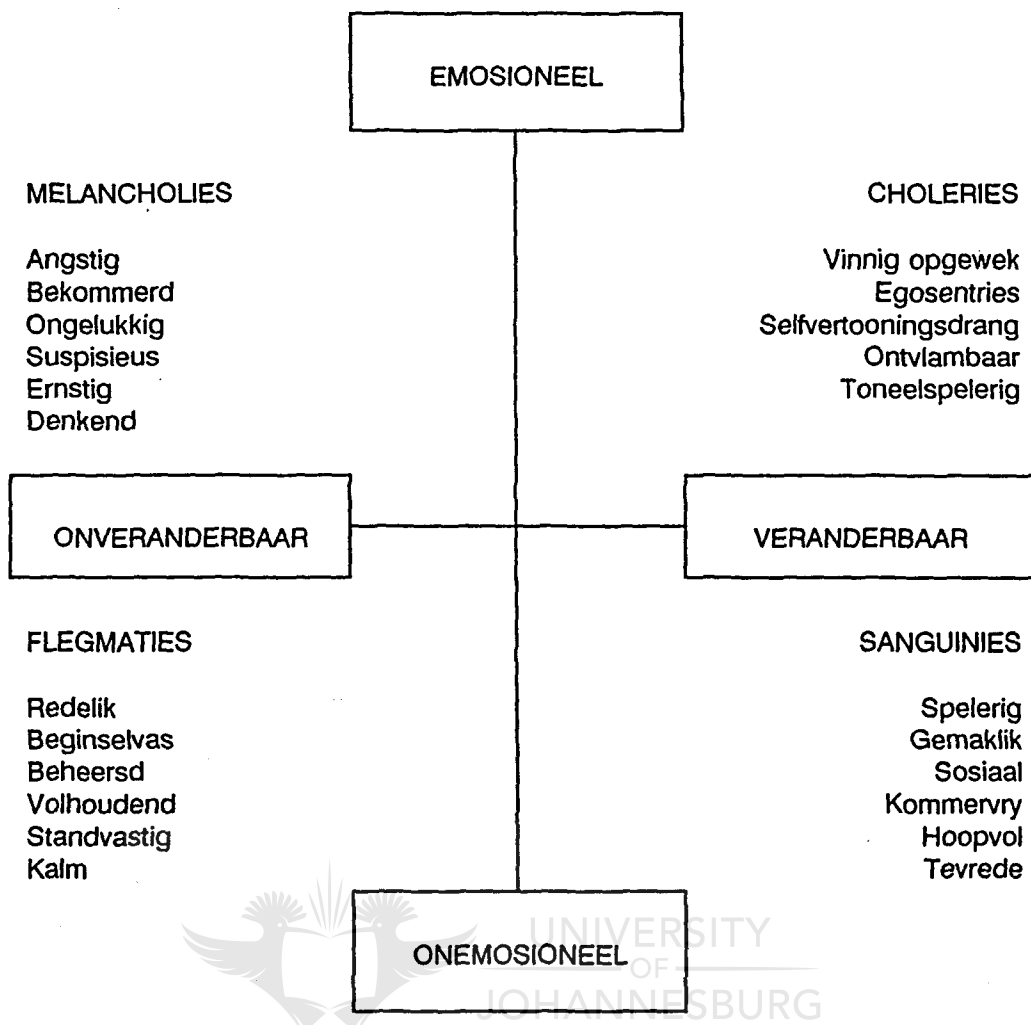 EMOSIONEEL
MELANCHOLIES
Angstig
Bekommerd
Ongelukkig
Suspisieus
Ernstig
Denkend
CHOLERIES
Vinnig opgewek
Egosentries
Selfvertooningsdrang
Ontvlambaar
Toneelspelerig
ONVERANDERBAAR
VERANDERBAAR
FLEGMATIES
Redelik
Beginselvas
Beheersd
Volhoudend
Standvastig
Kalm
SANGUINIES
Spelerig
Gemaklik
Sosiaal
Kommervry
Hoopvol
Tevrede
ONEMOSIONEEL
UNIVERSITY
OF
JOHANNESBURG